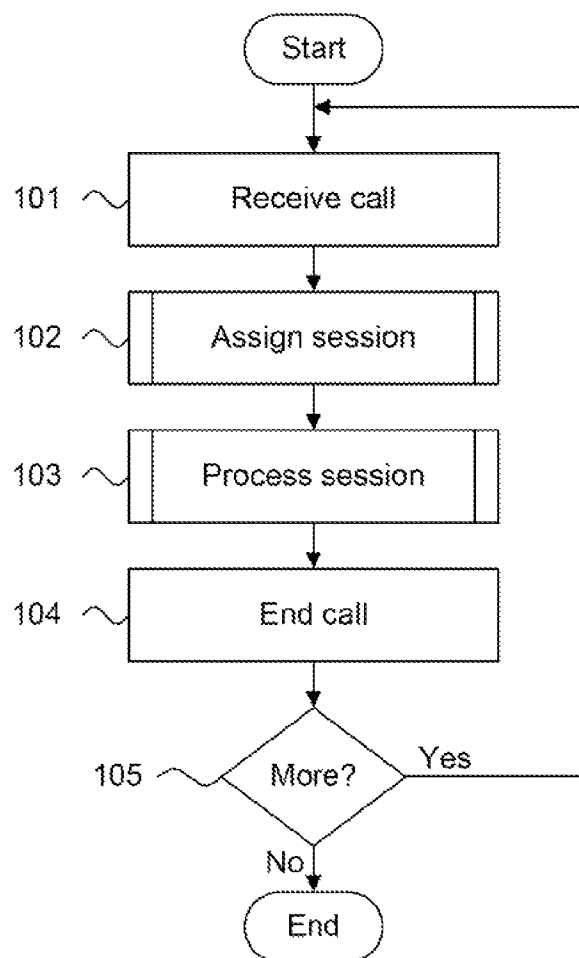 Start
101 Receive call
102 Assign session
103 Process session
104 End call
105 More? Yes
No
End